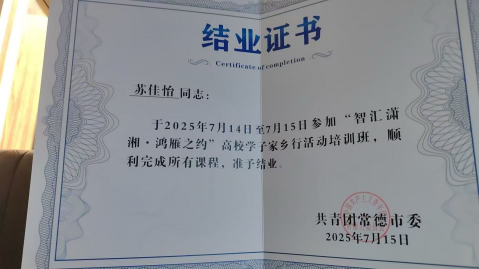 结业证书
Certificate of completion
苏佳怡 同志：
于2025年7月14日至7月15日参加“智汇潇
湘·鸿雁之约”高校学子家乡行活动培训班，顺
利完成所有课程，准予结业。
共青团常德市委
2025年7月15日